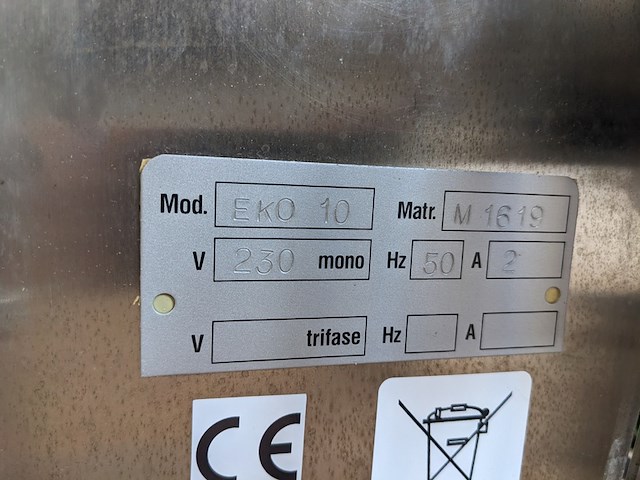 Mod. EKO 10 Matr. M 1619
V 230 mono Hz 50 A 2
V trifase Hz A
CE